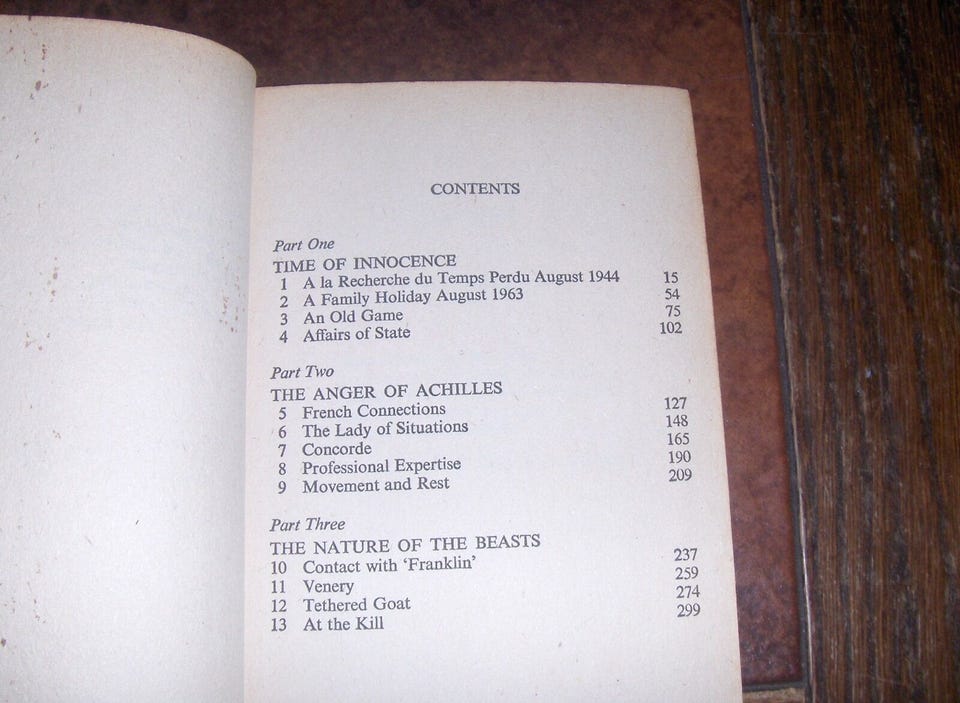 CONTENTS
Part One
TIME OF INNOCENCE
1 A la Recherche du Temps Perdu August 1944 15
2 A Family Holiday August 1963 54
3 An Old Game 75
4 Affairs of State 102
Part Two
THE ANGER OF ACHILLES
5 French Connections 127
6 The Lady of Situations 148
7 Concorde 165
8 Professional Expertise 190
9 Movement and Rest 209
Part Three
THE NATURE OF THE BEASTS
10 Contact with ‘Franklin’ 237
11 Venery 259
12 Tethered Goat 274
13 At the Kill 299